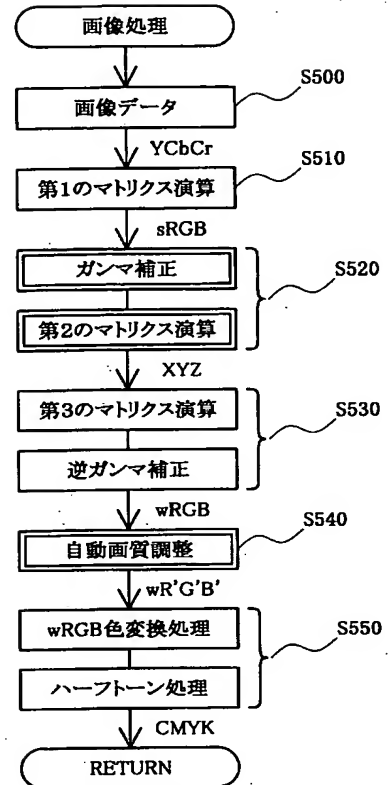 画像処理
S500
画像データ
YCbCr
S510
第1のマトリクス演算
sRGB
ガンマ補正
S520
第2のマトリクス演算
XYZ
第3のマトリクス演算
S530
逆ガンマ補正
wRGB
S540
自動画質調整
wR'G'B'
wRGB色変換処理
S550
ハーフトーン処理
CMYK
RETURN